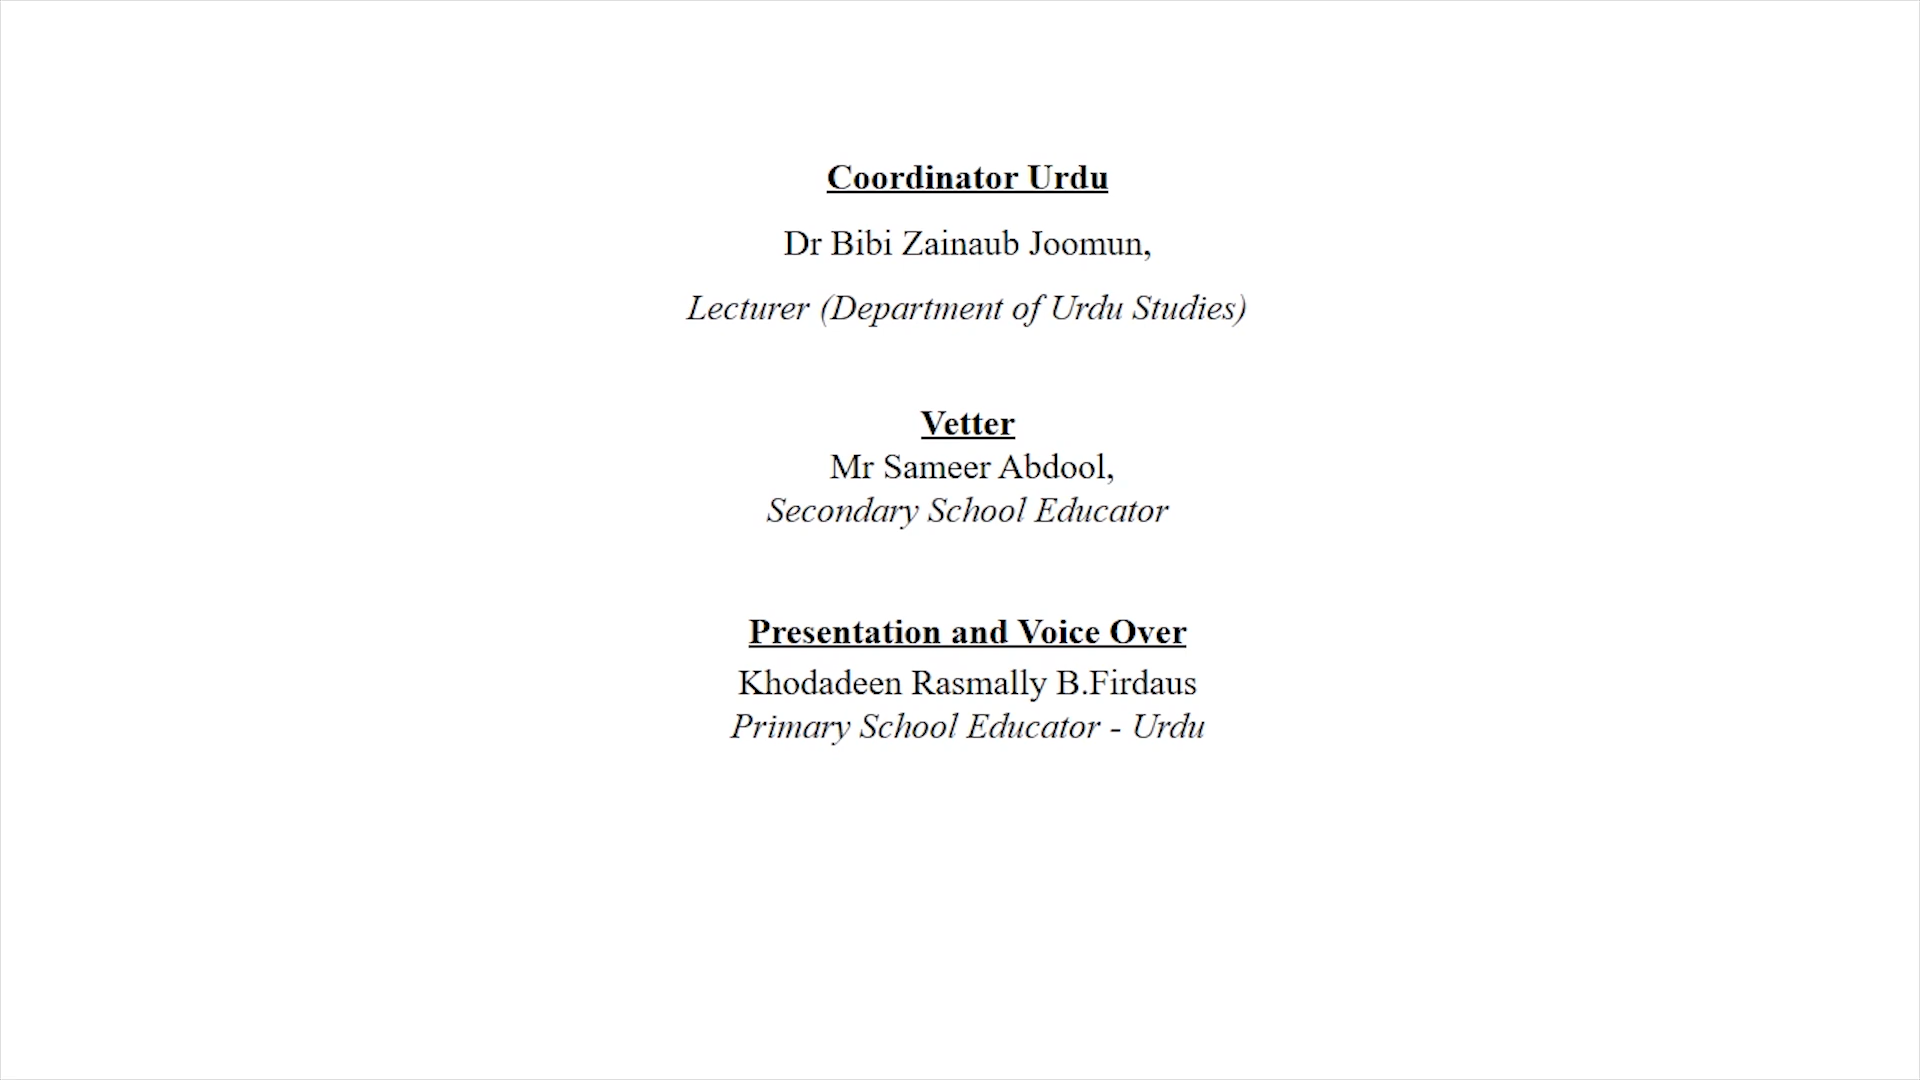 Coordinator Urdu
Dr Bibi Zainaub Joomun,
Lecturer (Department of Urdu Studies)
Vetter
Mr Sameer Abdool,
Secondary School Educator
Presentation and Voice Over
Khodadeen Rasmally B.Firdaus
Primary School Educator - Urdu